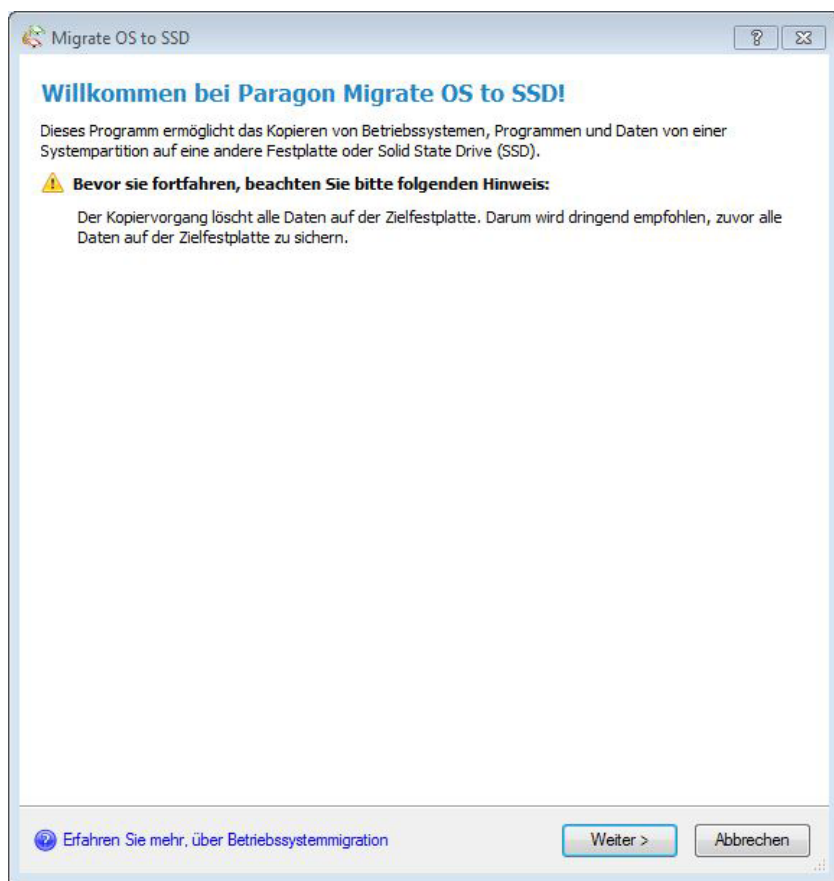 Migrate OS to SSD
Willkommen bei Paragon Migrate OS to SSD!
Dieses Programm ermöglicht das Kopieren von Betriebssystemen, Programmen und Daten von einer
Systempartition auf eine andere Festplatte oder Solid State Drive (SSD).
Bevor sie fortfahren, beachten Sie bitte folgenden Hinweis:
Der Kopiervorgang löscht alle Daten auf der Zielfestplatte. Darum wird dringend empfohlen, zuvor alle
Daten auf der Zielfestplatte zu sichern.
Erfahren Sie mehr, über Betriebssystemmigration
Weiter >
Abbrechen